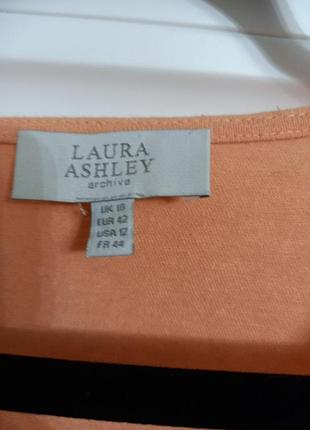 LAURA
ASHLEY
archive
UK 16
EUR 42
USA 12
FR 44